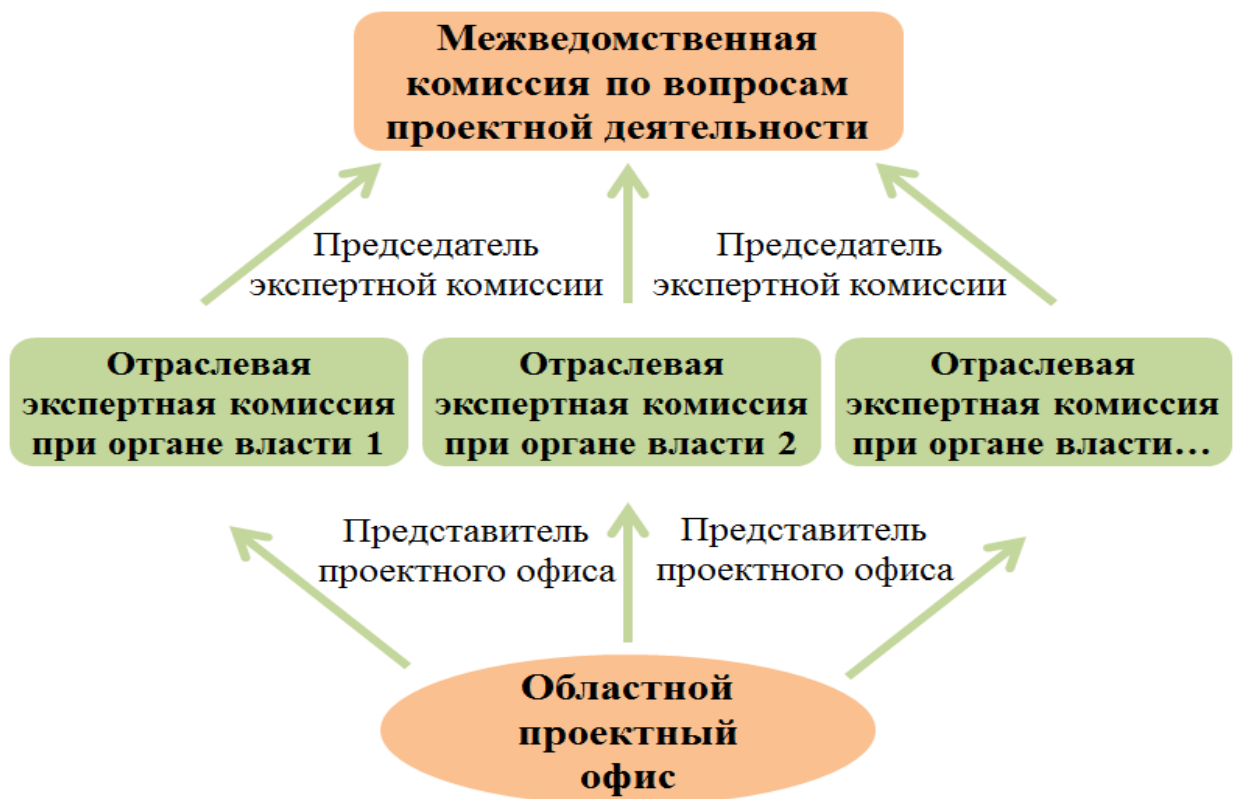 Межведомственная
комиссия по вопросам
проектной деятельности
Председатель
экспертной комиссии
Председатель
экспертной комиссии
Отраслевая
экспертная комиссия
при органе власти 1
Отраслевая
экспертная комиссия
при органе власти 2
Отраслевая
экспертная комиссия
при органе власти…
Представитель
проектного офиса
Представитель
проектного офиса
Областной
проектный
офис